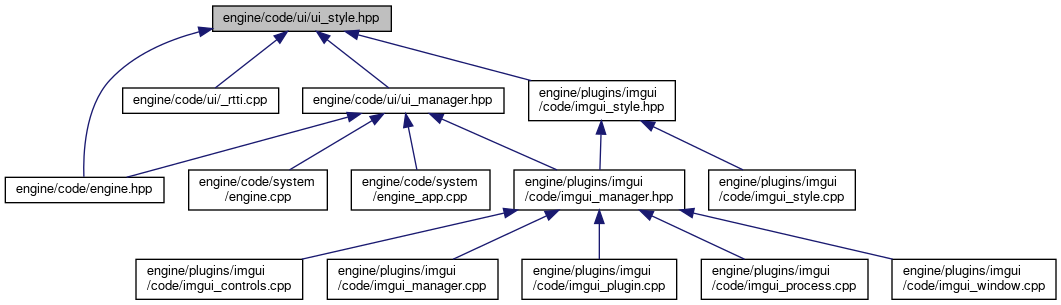 engine/code/ui/ui_style.hpp
engine/code/ui/_rtti.cpp
engine/code/ui/ui_manager.hpp
engine/plugins/imgui
/code/imgui_style.hpp
engine/code/engine.hpp
engine/code/system
/engine.cpp
engine/code/system
/engine_app.cpp
engine/plugins/imgui
/code/imgui_manager.hpp
engine/plugins/imgui
/code/imgui_style.cpp
engine/plugins/imgui
/code/imgui_controls.cpp
engine/plugins/imgui
/code/imgui_manager.cpp
engine/plugins/imgui
/code/imgui_plugin.cpp
engine/plugins/imgui
/code/imgui_process.cpp
engine/plugins/imgui
/code/imgui_window.cpp